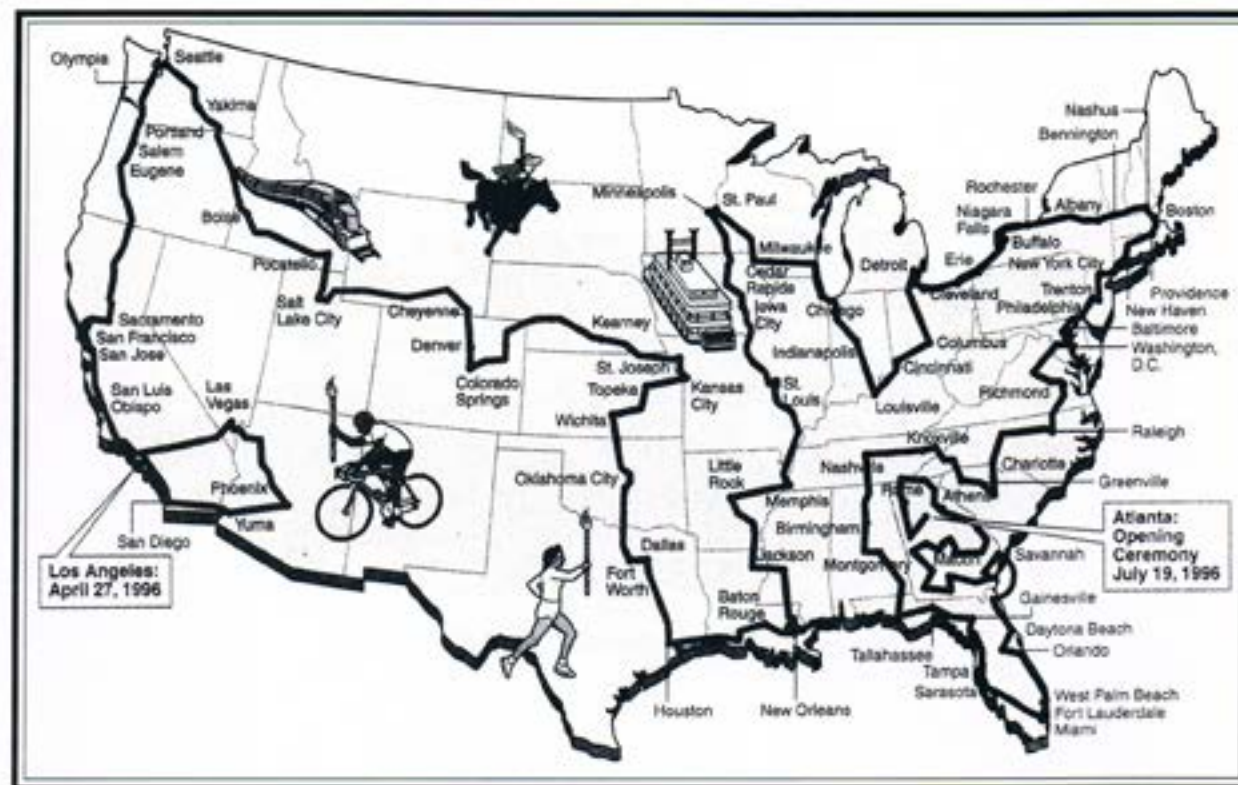 Olympia
Seattle
Yakima
Portland
Salem
Eugene
Boise
Pocatello
Salt
Lake City
Cheyenne
Denver
Colorado
Springs
Kearney
St. Joseph
Topeka
Kansas
City
Wichita
Oklahoma City
Dallas
Fort
Worth
Houston
New Orleans
Baton
Rouge
Jackson
Little
Rock
Memphis
St.
Louis
Iowa
City
Cedar
Rapids
Minneapolis
St. Paul
Milwaukee
Chicago
Indianapolis
Louisville
Cincinnati
Columbus
Detroit
Cleveland
Erie
Buffalo
Niagara
Falls
Rochester
Albany
Bennington
Nashua
Boston
Providence
New Haven
New York City
Trenton
Philadelphia
Baltimore
Washington,
D.C.
Richmond
Raleigh
Greenville
Charlotte
Knoxville
Nashville
Birmingham
Montgomery
Rome
Athens
Macon
Savannah
Gainesville
Daytona Beach
Orlando
Tallahassee
Tampa
Sarasota
West Palm Beach
Fort Lauderdale
Miami
Atlanta:
Opening
Ceremony
July 19, 1996
Sacramento
San Francisco
San Jose
San Luis
Obispo
Las
Vegas
Phoenix
Yuma
San Diego
Los Angeles:
April 27, 1996